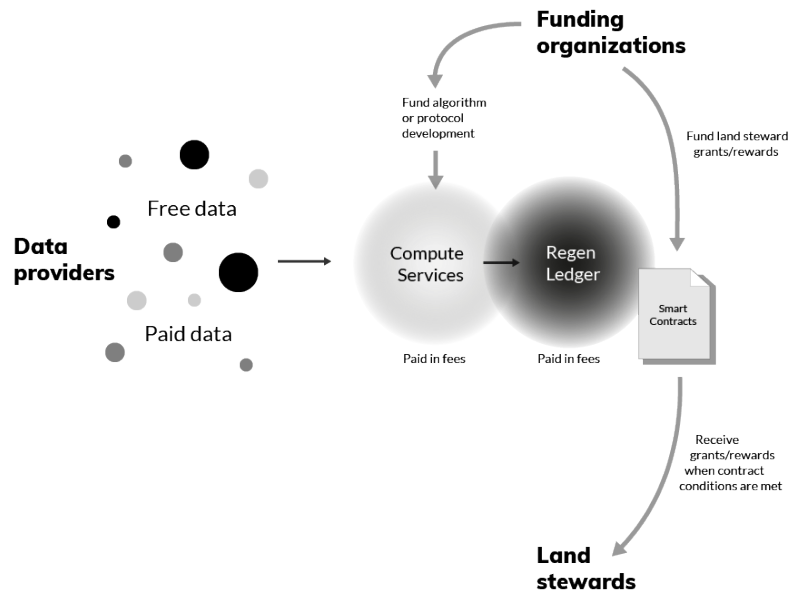 Funding
organizations
Fund algorithm
or protocol
development
Fund land steward
grants/rewards
Free data
Data
providers
Paid data
Compute
Services
Regen
Ledger
Smart
Contracts
Paid in fees
Paid in fees
Receive
grants/rewards
when contract
conditions are met
Land
stewards